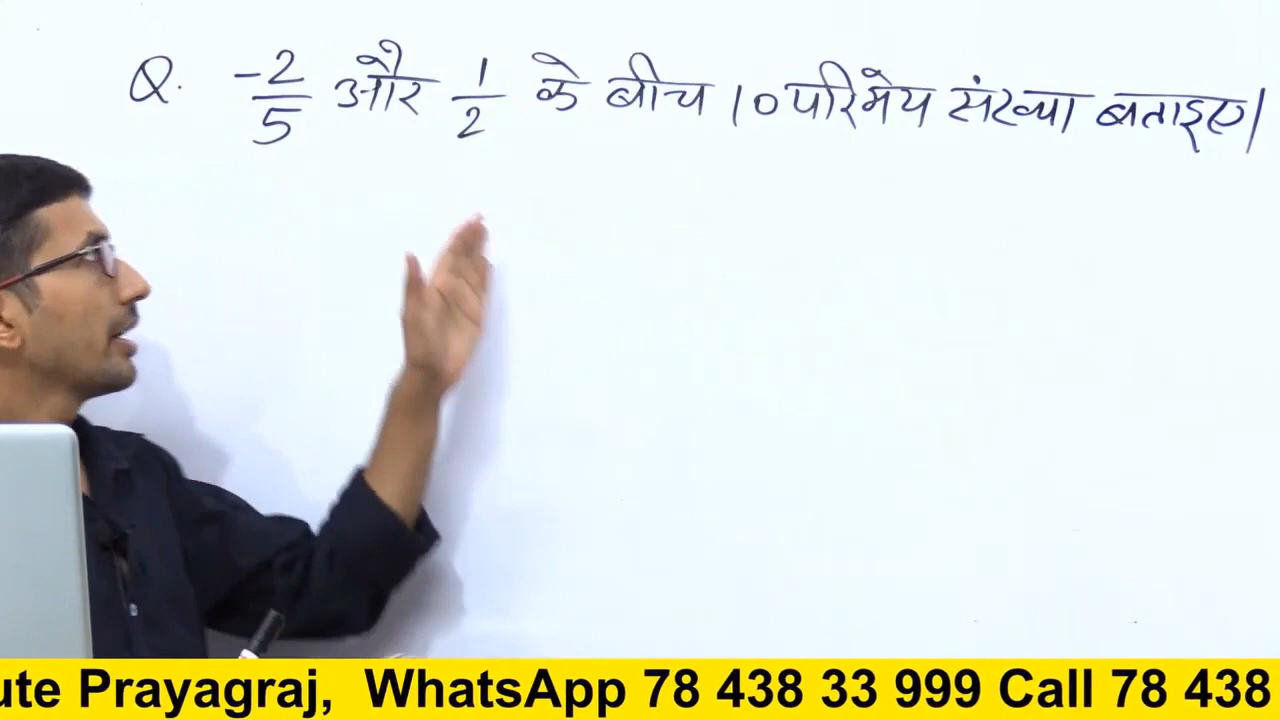 Q. -2/5 और 1/2 के बीच 10 परिमेय संख्या बताइए।
ute Prayagraj, WhatsApp 78 438 33 999 Call 78 438